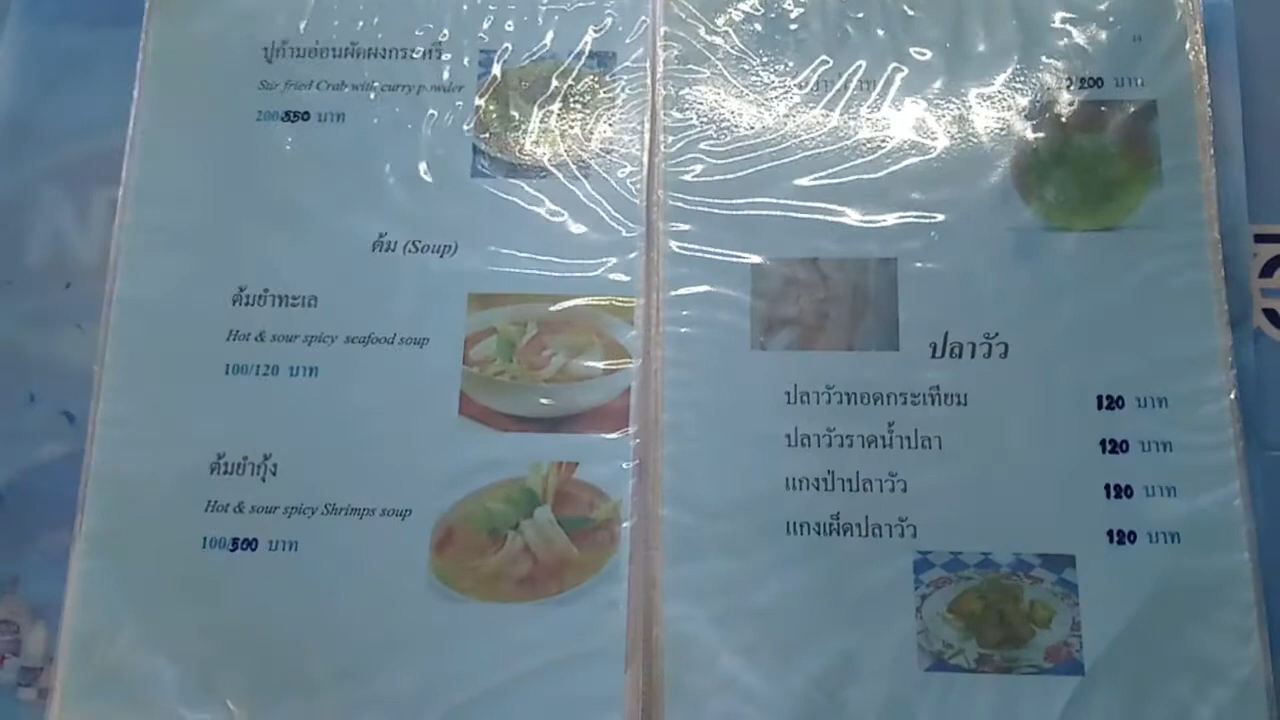 ปูก้ามอ่อนผัดผงกระหรี่
Stir fried Crab with curry powder
200/550 บาท
ต้ม (Soup)
ต้มยำทะเล
Hot & sour spicy seafood soup
100/120 บาท
ต้มยำกุ้ง
Hot & sour spicy Shrimps soup
100/500 บาท
200 บาท
ปลาวัว
ปลาวัวทอดกระเทียม 120 บาท
ปลาวัวราดน้ำปลา 120 บาท
แกงป่าปลาวัว 120 บาท
แกงเผ็ดปลาวัว 120 บาท